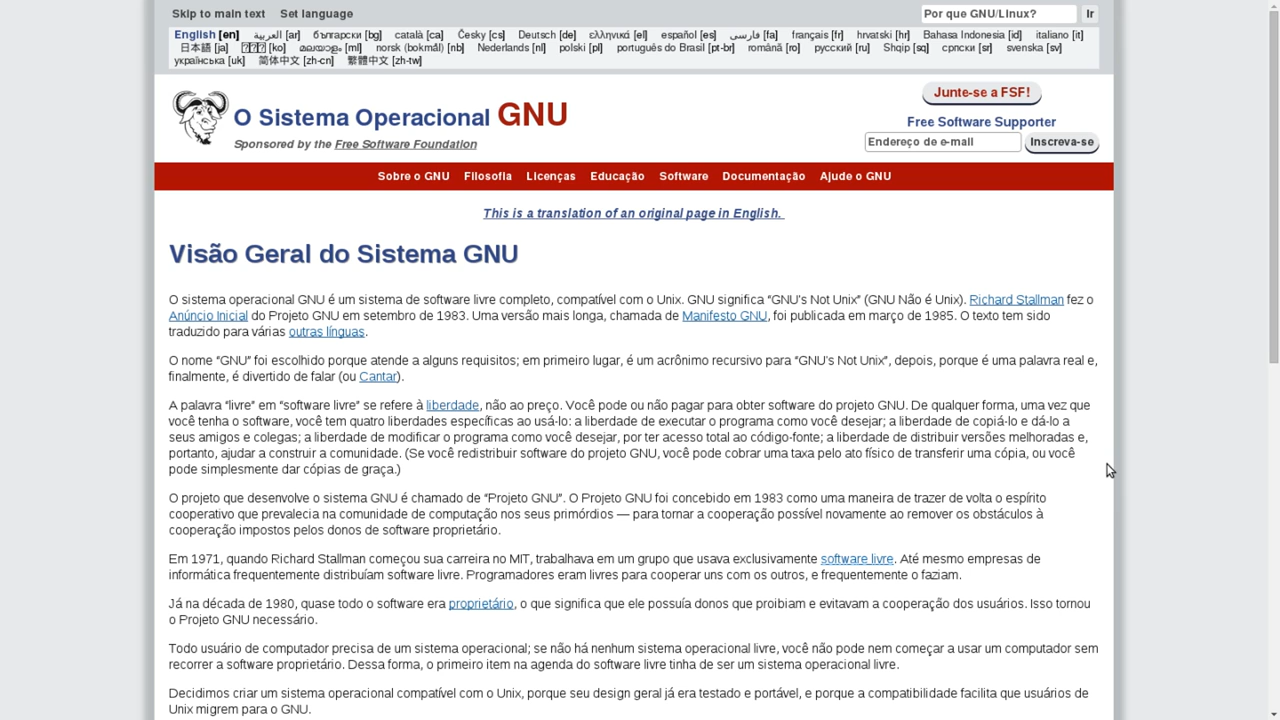 Skip to main text Set language Por que GNU/Linux? Ir
English [en] العربية [ar] български [bg] català [ca] Česky [cs] Deutsch [de] ελληνικά [el] español [es] فارسی [fa] français [fr] hrvatski [hr] Bahasa Indonesia [id] italiano [it]
日本語 [ja] [ko] മലയാളം [ml] norsk (bokmål) [nb] Nederlands [nl] polski [pl] português do Brasil [pt-br] română [ro] русский [ru] Shqip [sq] српски [sr] svenska [sv]
українська [uk] 简体中文 [zh-cn] 繁體中文 [zh-tw]
Junte-se a FSF!
O Sistema Operacional GNU
Free Software Supporter
Sponsored by the Free Software Foundation
Endereço de e-mail Inscreva-se
Sobre o GNU Filosofia Licenças Educação Software Documentação Ajude o GNU
This is a translation of an original page in English.
Visão Geral do Sistema GNU
O sistema operacional GNU é um sistema de software livre completo, compatível com o Unix. GNU significa “GNU's Not Unix” (GNU Não é Unix). Richard Stallman fez o
Anúncio Inicial do Projeto GNU em setembro de 1983. Uma versão mais longa, chamada de Manifesto GNU, foi publicada em março de 1985. O texto tem sido
traduzido para várias outras línguas.
O nome “GNU” foi escolhido porque atende a alguns requisitos; em primeiro lugar, é um acrônimo recursivo para “GNU's Not Unix”, depois, porque é uma palavra real e,
finalmente, é divertido de falar (ou Cantar).
A palavra “livre” em “software livre” se refere à liberdade, não ao preço. Você pode ou não pagar para obter software do projeto GNU. De qualquer forma, uma vez que
você tenha o software, você tem quatro liberdades específicas ao usá-lo: a liberdade de executar o programa como você desejar; a liberdade de copiá-lo e dá-lo a
seus amigos e colegas; a liberdade de modificar o programa como você desejar, por ter acesso total ao código-fonte; a liberdade de distribuir versões melhoradas e,
portanto, ajudar a construir a comunidade. (Se você redistribuir software do projeto GNU, você pode cobrar uma taxa pelo ato físico de transferir uma cópia, ou você
pode simplesmente dar cópias de graça.)
O projeto que desenvolve o sistema GNU é chamado de “Projeto GNU”. O Projeto GNU foi concebido em 1983 como uma maneira de trazer de volta o espírito
cooperativo que prevalecia na comunidade de computação nos seus primórdios — para tornar a cooperação possível novamente ao remover os obstáculos à
cooperação impostos pelos donos de software proprietário.
Em 1971, quando Richard Stallman começou sua carreira no MIT, trabalhava em um grupo que usava exclusivamente software livre. Até mesmo empresas de
informática frequentemente distribuíam software livre. Programadores eram livres para cooperar uns com os outros, e frequentemente o faziam.
Já na década de 1980, quase todo o software era proprietário, o que significa que ele possuía donos que proibiam e evitavam a cooperação dos usuários. Isso tornou
o Projeto GNU necessário.
Todo usuário de computador precisa de um sistema operacional; se não há nenhum sistema operacional livre, você não pode nem começar a usar um computador sem
recorrer a software proprietário. Dessa forma, o primeiro item na agenda do software livre tinha de ser um sistema operacional livre.
Decidimos criar um sistema operacional compatível com o Unix, porque seu design geral já era testado e portável, e porque a compatibilidade facilita que usuários de
Unix migrem para o GNU.